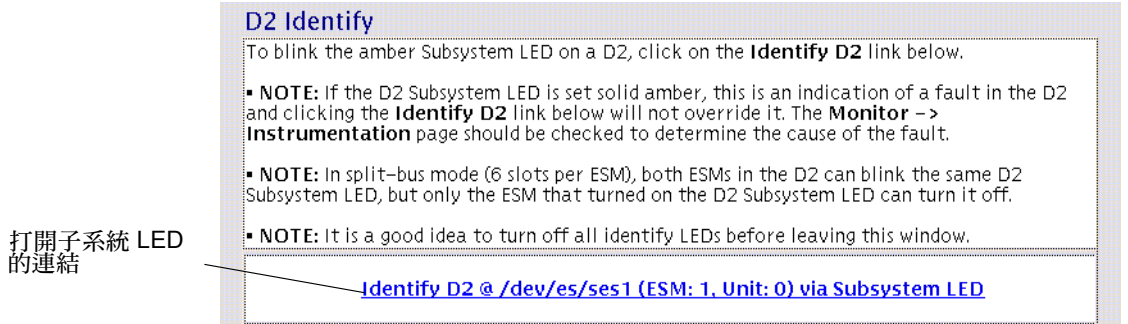 D2 Identify
To blink the amber Subsystem LED on a D2, click on the Identify D2 link below.
▪ NOTE: If the D2 Subsystem LED is set solid amber, this is an indication of a fault in the D2
and clicking the Identify D2 link below will not override it. The Monitor –>
Instrumentation page should be checked to determine the cause of the fault.
▪ NOTE: In split–bus mode (6 slots per ESM), both ESMs in the D2 can blink the same D2
Subsystem LED, but only the ESM that turned on the D2 Subsystem LED can turn it off.
▪ NOTE: It is a good idea to turn off all identify LEDs before leaving this window.
打開子系統 LED
的連結
Identify D2 @ /dev/es/ses1 (ESM: 1, Unit: 0) via Subsystem LED